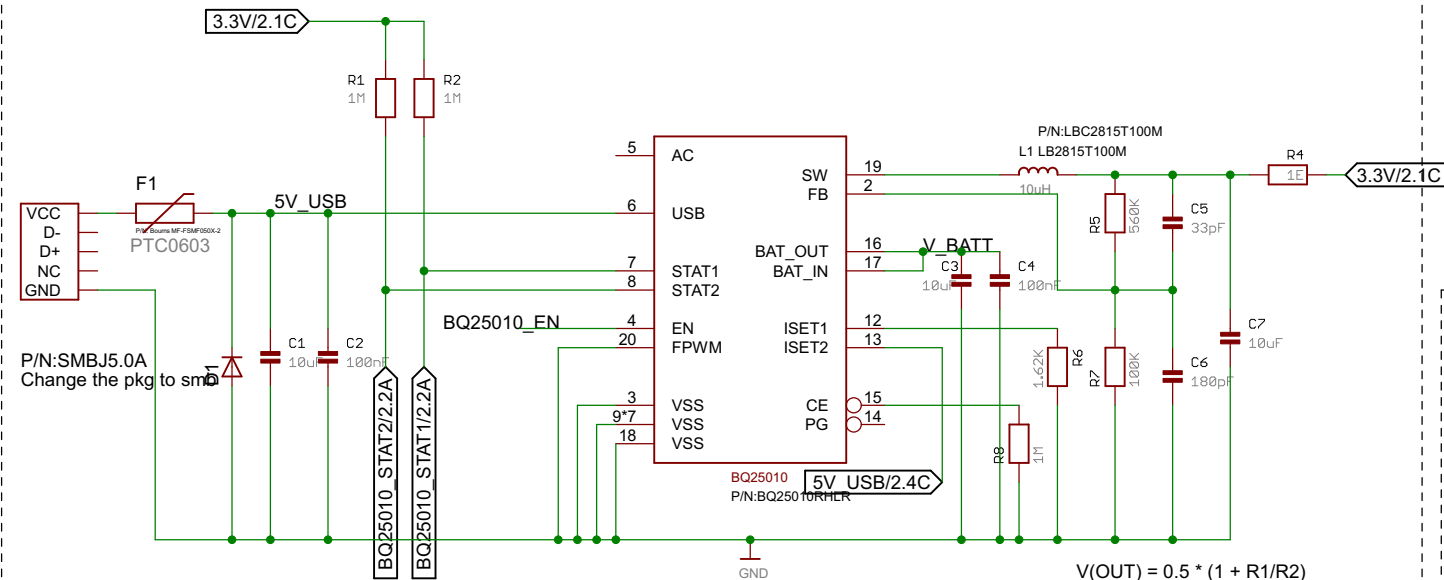 3.3V/2.1C
R1
1M
R2
1M
P/N:LBC2815T100M
L1 LB2815T100M
10uH
R4
1E
3.3V/2.1C
F1
P/N: Bourns MF-FSMF050X-2
PTC0603
5V_USB
VCC
D-
D+
NC
GND
5
AC
6
USB
7
STAT1
8
STAT2
4
EN
20
FPWM
3
VSS
9*7
VSS
18
VSS
SW
19
FB
2
BAT_OUT
16
BAT_IN
17
ISET1
12
ISET2
13
CE
15
PG
14
V_BATT
C3
10uF
C4
100nF
R5
560K
C5
33pF
C7
10uF
R6
1.62K
R7
100K
C6
180pF
R8
1M
BQ25010_EN
P/N:SMBJ5.0A
Change the pkg to smb
D1
C1
10uF
C2
100nF
BQ25010_STAT2/2.2A
BQ25010_STAT1/2.2A
BQ25010
P/N:BQ25010RHLR
5V_USB/2.4C
GND
V(OUT) = 0.5 * (1 + R1/R2)